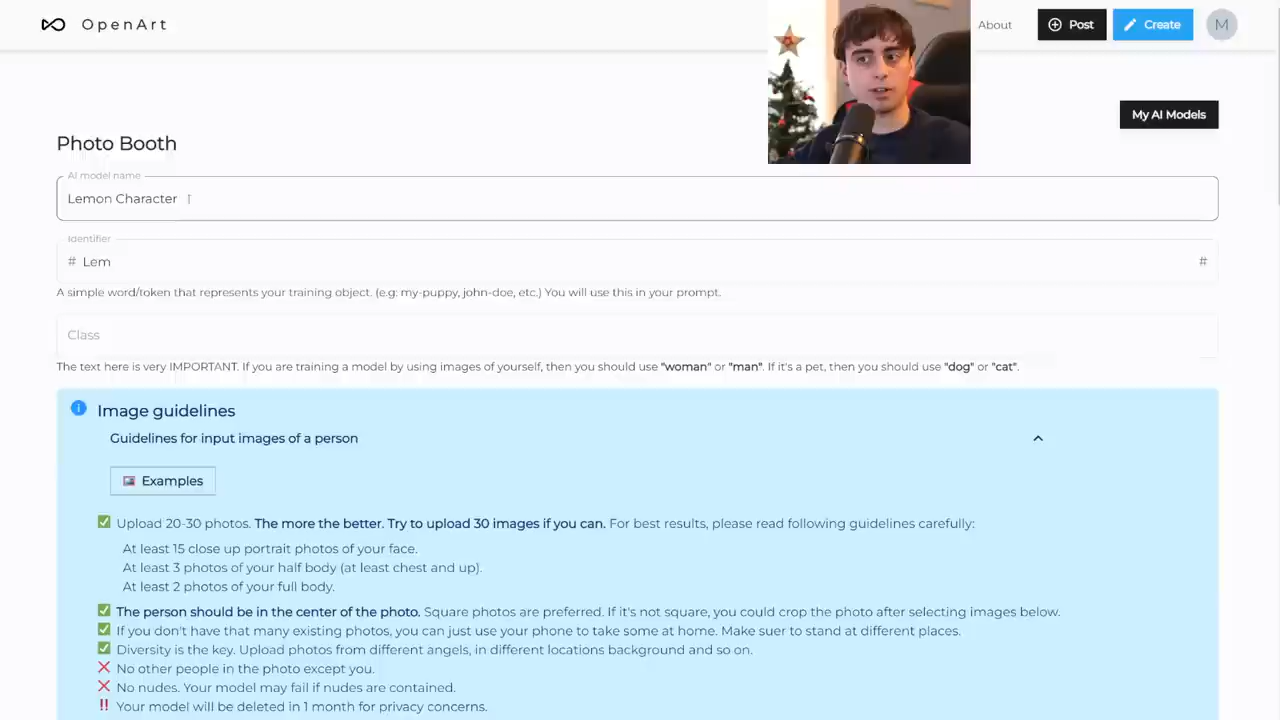 OpenArt
About
Post
Create
M
My AI Models
Photo Booth
AI model name
Lemon Character
Identifier
# Lem #
A simple word/token that represents your training object. (e.g: my-puppy, john-doe, etc.) You will use this in your prompt.
Class
The text here is very IMPORTANT. If you are training a model by using images of yourself, then you should use "woman" or "man". If it's a pet, then you should use "dog" or "cat".
Image guidelines
Guidelines for input images of a person
Examples
Upload 20-30 photos. The more the better. Try to upload 30 images if you can. For best results, please read following guidelines carefully:
At least 15 close up portrait photos of your face.
At least 3 photos of your half body (at least chest and up).
At least 2 photos of your full body.
The person should be in the center of the photo. Square photos are preferred. If it's not square, you could crop the photo after selecting images below.
If you don't have that many existing photos, you can just use your phone to take some at home. Make suer to stand at different places.
Diversity is the key. Upload photos from different angels, in different locations background and so on.
No other people in the photo except you.
No nudes. Your model may fail if nudes are contained.
Your model will be deleted in 1 month for privacy concerns.